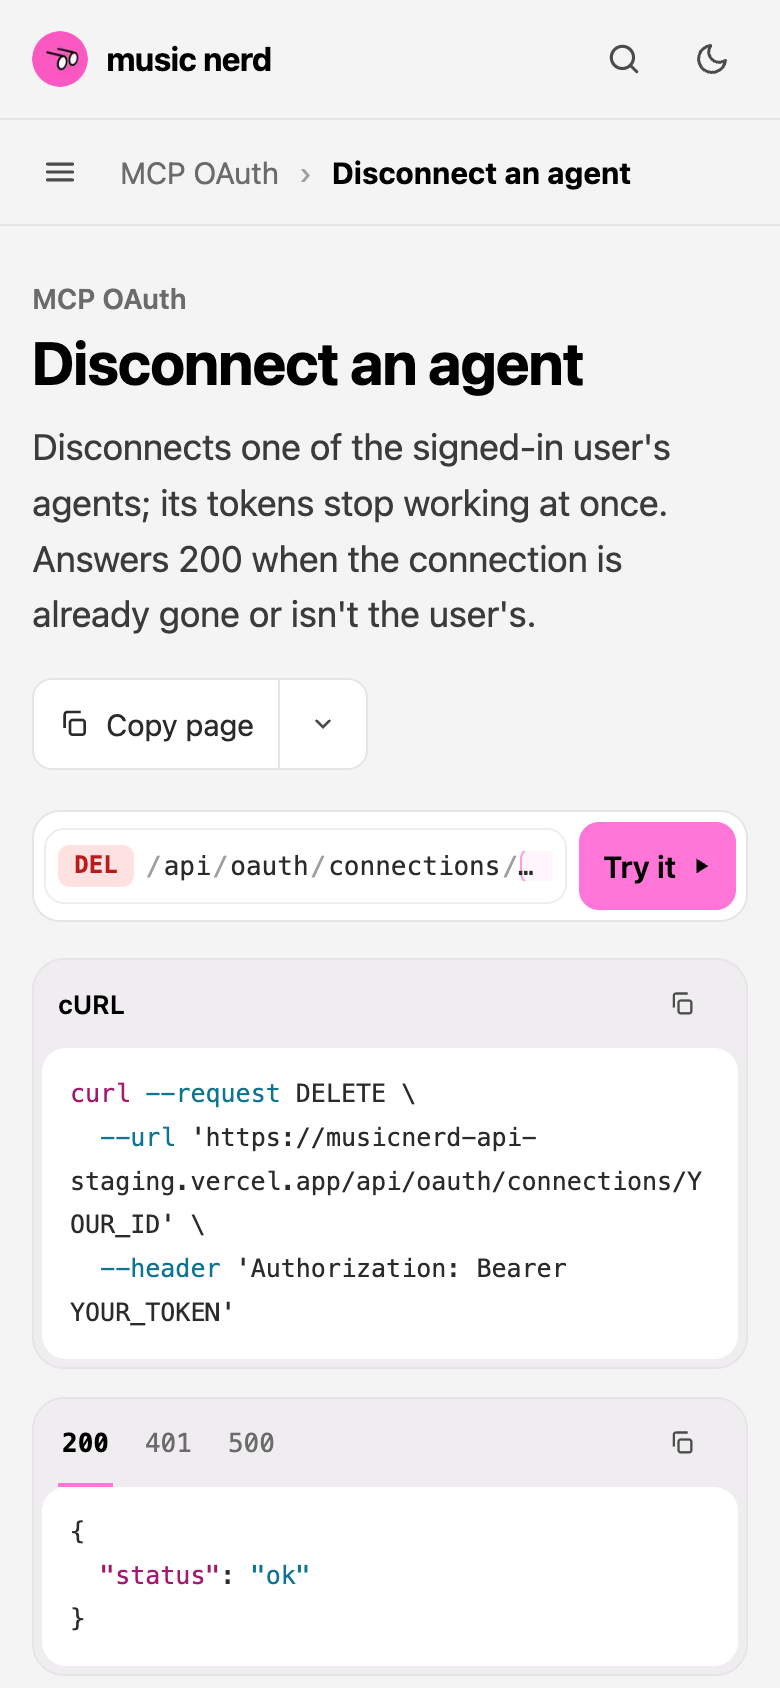 music nerd
MCP OAuth › Disconnect an agent
MCP OAuth
Disconnect an agent
Disconnects one of the signed-in user's
agents; its tokens stop working at once.
Answers 200 when the connection is
already gone or isn't the user's.
Copy page
DEL /api/oauth/connections/…
Try it
cURL
curl --request DELETE \
  --url 'https://musicnerd-api-
staging.vercel.app/api/oauth/connections/Y
OUR_ID' \
  --header 'Authorization: Bearer
YOUR_TOKEN'
200 401 500
{
  "status": "ok"
}